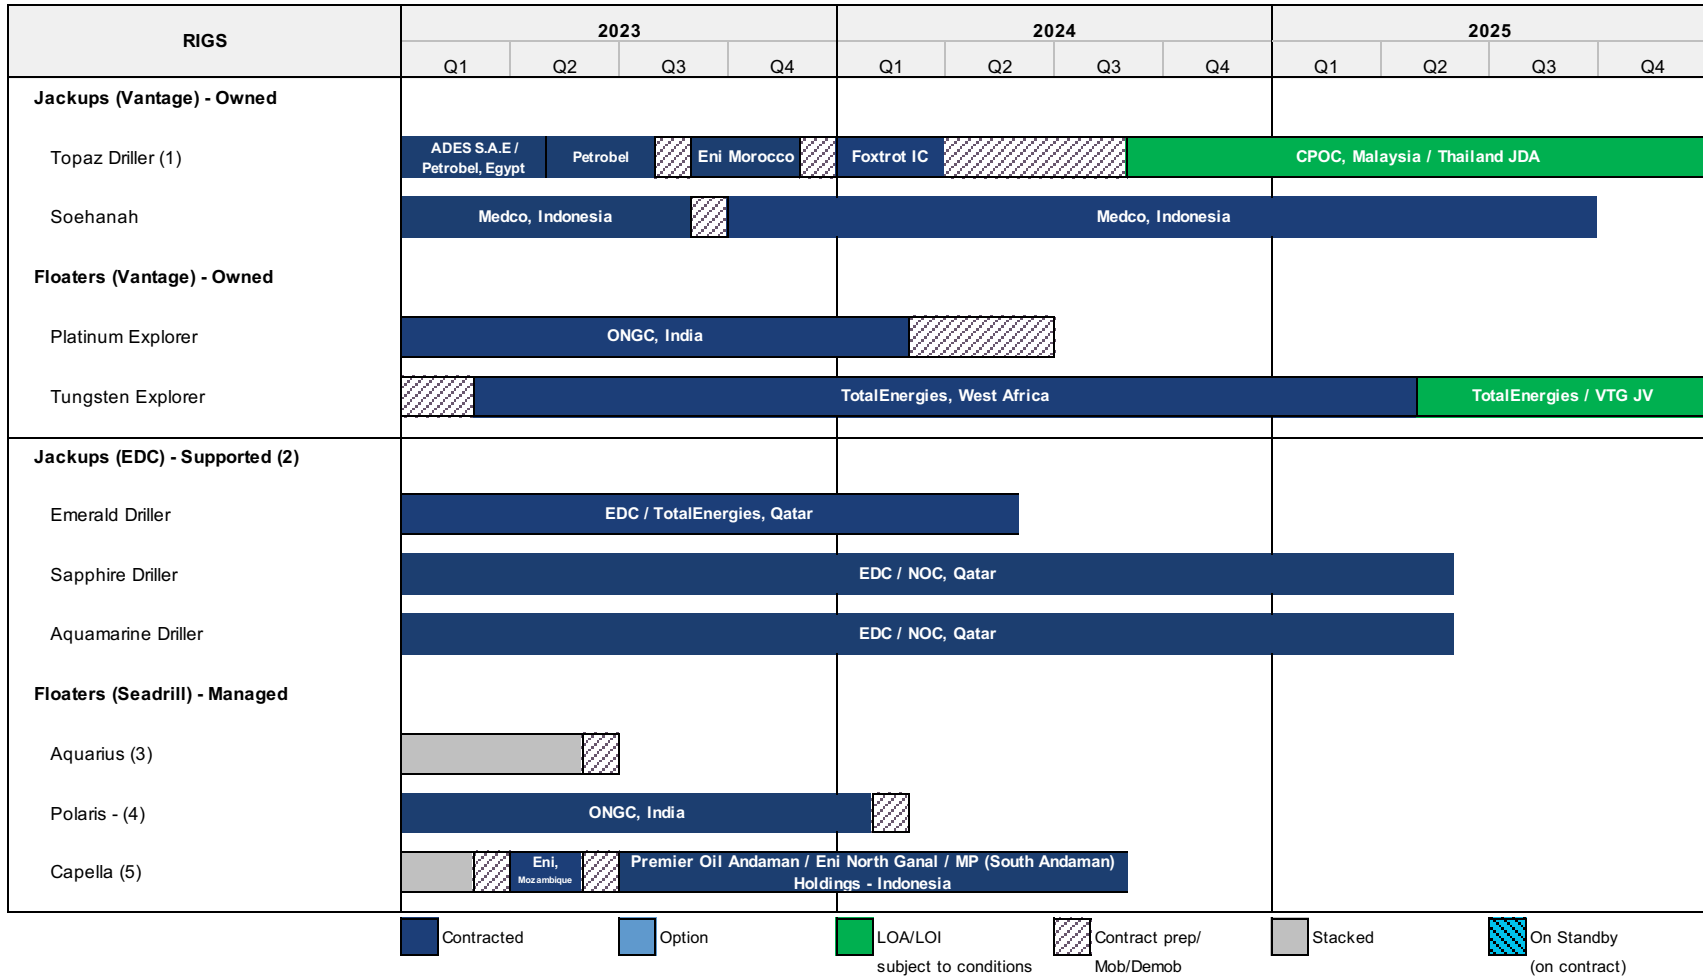 RIGS
2023
2024
2025
Q1 Q2 Q3 Q4 Q1 Q2 Q3 Q4 Q1 Q2 Q3 Q4
Jackups (Vantage) - Owned
Topaz Driller (1)
ADES S.A.E /
Petrobel, Egypt
Petrobel
Eni Morocco
Foxtrot IC
CPOC, Malaysia / Thailand JDA
Soehanah
Medco, Indonesia
Medco, Indonesia
Floaters (Vantage) - Owned
Platinum Explorer
ONGC, India
Tungsten Explorer
TotalEnergies, West Africa
TotalEnergies / VTG JV
Jackups (EDC) - Supported (2)
Emerald Driller
EDC / TotalEnergies, Qatar
Sapphire Driller
EDC / NOC, Qatar
Aquamarine Driller
EDC / NOC, Qatar
Floaters (Seadrill) - Managed
Aquarius (3)
Polaris - (4)
ONGC, India
Capella (5)
Eni,
Mozambique
Premier Oil Andaman / Eni North Ganal / MP (South Andaman)
Holdings - Indonesia
Contracted
Option
LOA/LOI
subject to conditions
Contract prep/
Mob/Demob
Stacked
On Standby
(on contract)